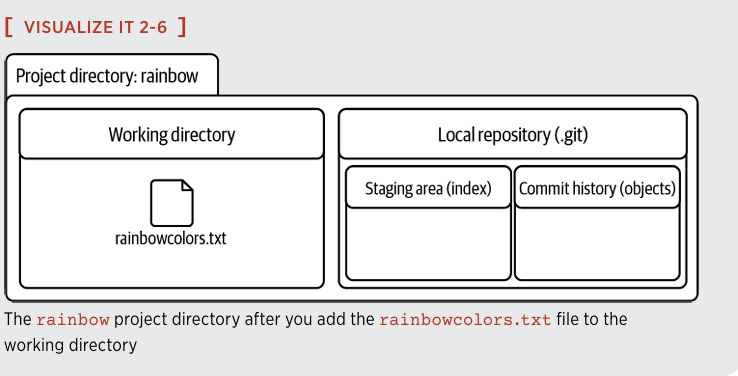 [ VISUALIZE IT 2-6 ]
Project directory: rainbow
Working directory
Local repository (.git)
rainbowcolors.txt
Staging area (index)
Commit history (objects)
The rainbow project directory after you add the rainbowcolors.txt file to the
working directory